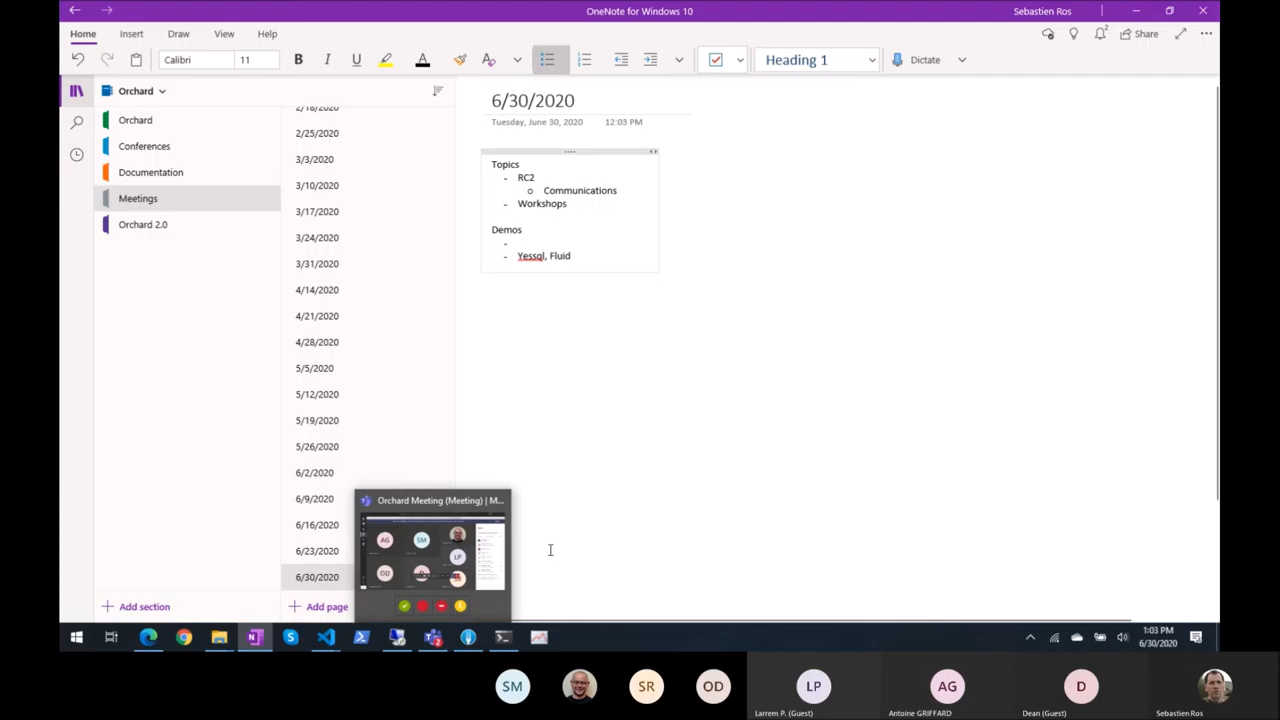 OneNote for Windows 10
Sebastien Ros
Home
Insert
Draw
View
Help
Share
Calibri
11
B
I
U
A
Heading 1
Dictate
Orchard
Orchard
Conferences
Documentation
Meetings
Orchard 2.0
Add section
2/18/2020
2/25/2020
3/3/2020
3/10/2020
3/17/2020
3/24/2020
3/31/2020
4/14/2020
4/21/2020
4/28/2020
5/5/2020
5/12/2020
5/19/2020
5/26/2020
6/2/2020
6/9/2020
6/16/2020
6/23/2020
6/30/2020
Add page
6/30/2020
Tuesday, June 30, 2020 12:03 PM
Topics
- RC2
o Communications
- Workshops
Demos
-
- Yessql, Fluid
Orchard Meeting (Meeting) | M...
AG
SM
LP
OD
1:03 PM
6/30/2020
SM
SR
OD
LP
AG
D
Larrem P. (Guest)
Antoine GRIFFARD
Dean (Guest)
Sebastien Ros